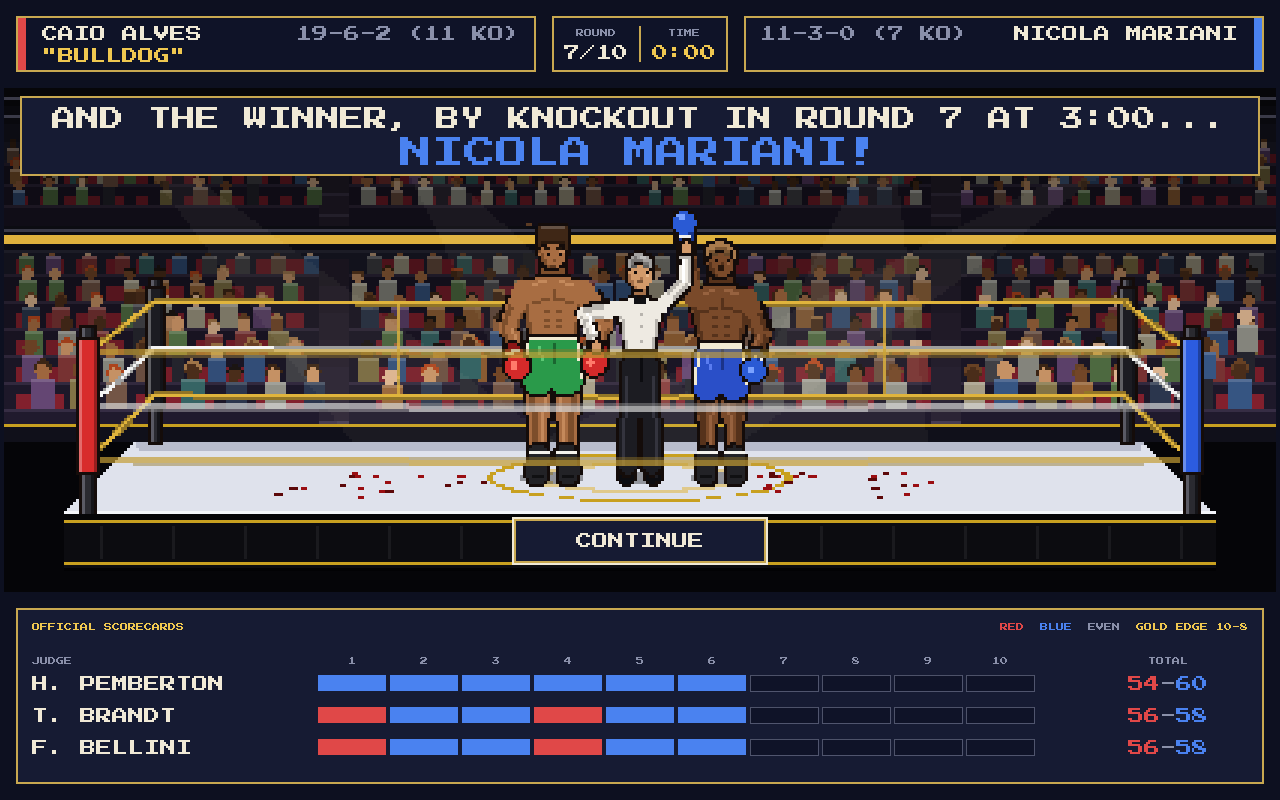 CAIO ALVES 19-6-2 (11 KO)
"BULLDOG"
ROUND TIME
7/10 0:00
11-3-0 (7 KO) NICOLA MARIANI
AND THE WINNER, BY KNOCKOUT IN ROUND 7 AT 3:00...
NICOLA MARIANI!
CONTINUE
OFFICIAL SCORECARDS RED BLUE EVEN GOLD EDGE 10-8
JUDGE 1 2 3 4 5 6 7 8 9 10 TOTAL
H. PEMBERTON 54-60
T. BRANDT 56-58
F. BELLINI 56-58